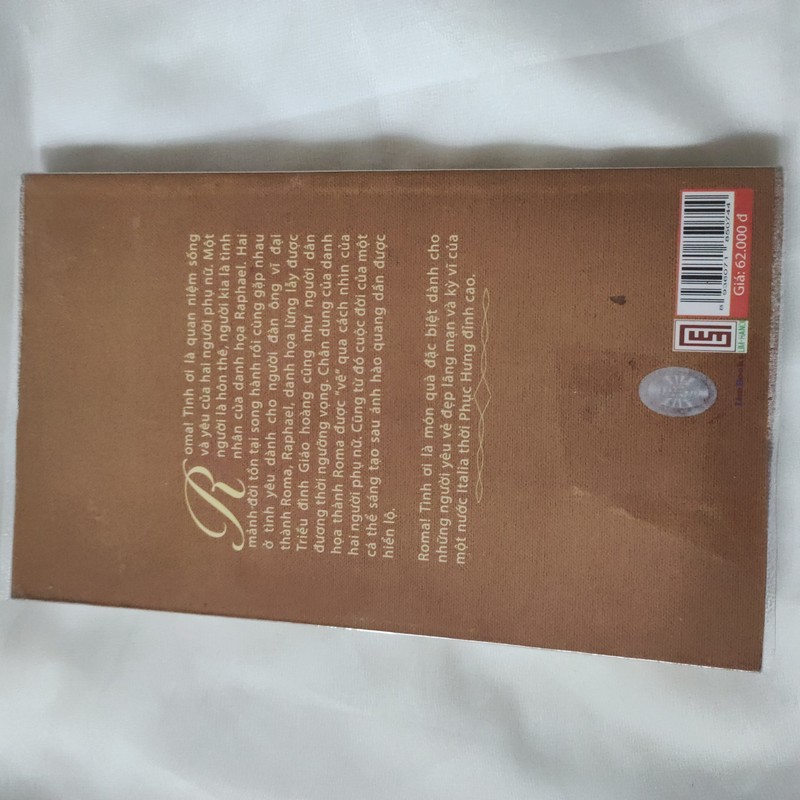 Roma! Tình ơi là quan niệm sống
và yêu của hai người phụ nữ. Một
người là hôn thê, người kia là tình
nhân của danh họa Raphael. Hai
mảnh đời tồn tại song hành rồi cùng gặp nhau
ở tình yêu dành cho người đàn ông vĩ đại
thành Roma, Raphael, danh họa lừng lẫy được
Triều đình Giáo hoàng cũng như người dân
đương thời ngưỡng vọng. Chân dung của danh
họa thành Roma được "vẽ" qua cách nhìn của
hai người phụ nữ. Cũng từ đó cuộc đời của một
cá thể sáng tạo sau ánh hào quang dần được
hiển lộ.
Roma! Tình ơi là món quà đặc biệt dành cho
những người yêu vẻ đẹp lãng mạn và kỳ vĩ của
một nước Italia thời Phục Hưng đỉnh cao.
Giá: 62.000 đ